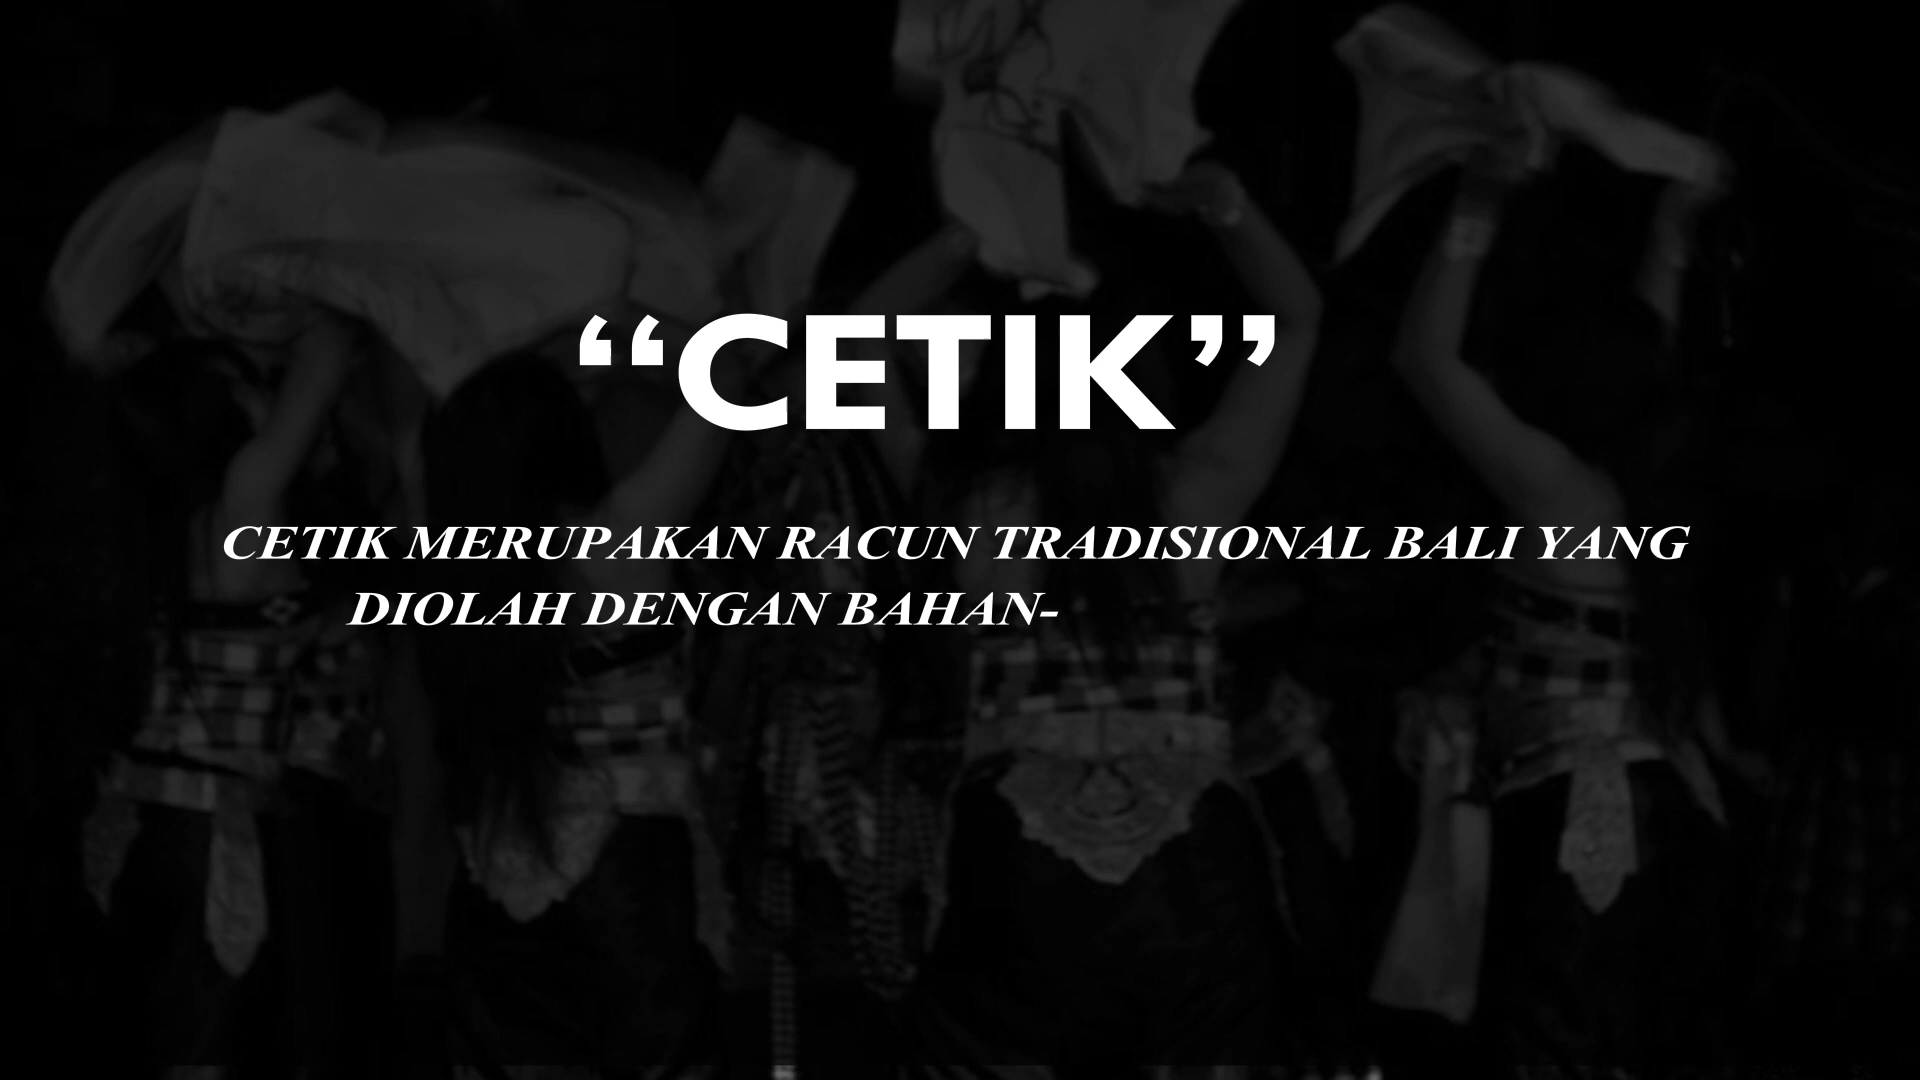 “CETIK”
CETIK MERUPAKAN RACUN TRADISIONAL BALI YANG
DIOLAH DENGAN BAHAN-